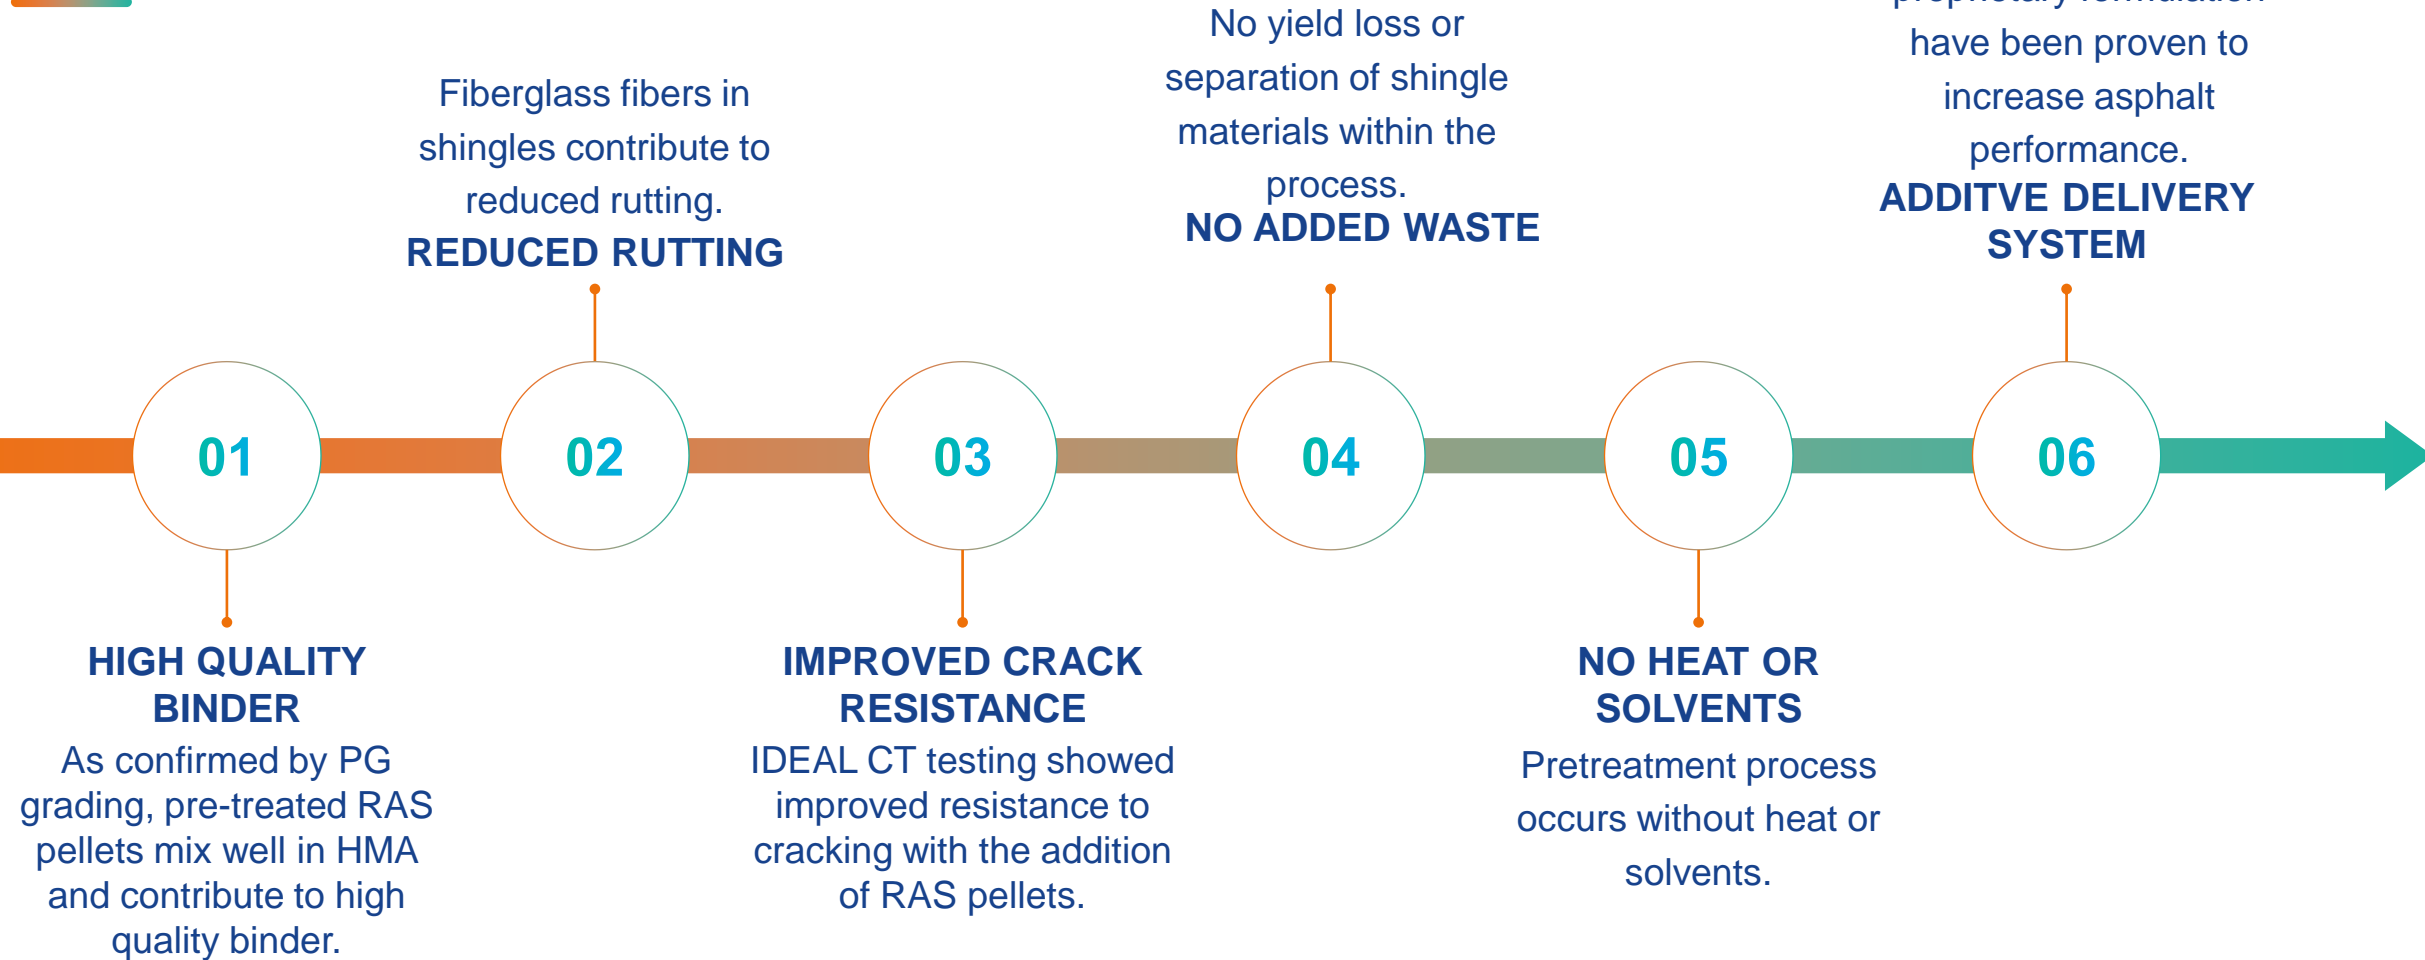 HIGH QUALITY
BINDER
As confirmed by PG
grading, pre-treated RAS
pellets mix well in HMA
and contribute to high
quality binder.
01
Fiberglass fibers in
shingles contribute to
reduced rutting.
REDUCED RUTTING
02
03
IMPROVED CRACK
RESISTANCE
IDEAL CT testing showed
improved resistance to
cracking with the addition
of RAS pellets.
No yield loss or
separation of shingle
materials within the
process.
NO ADDED WASTE
04
05
NO HEAT OR
SOLVENTS
Pretreatment process
occurs without heat or
solvents.
proprietary formulation
have been proven to
increase asphalt
performance.
ADDITVE DELIVERY
SYSTEM
06